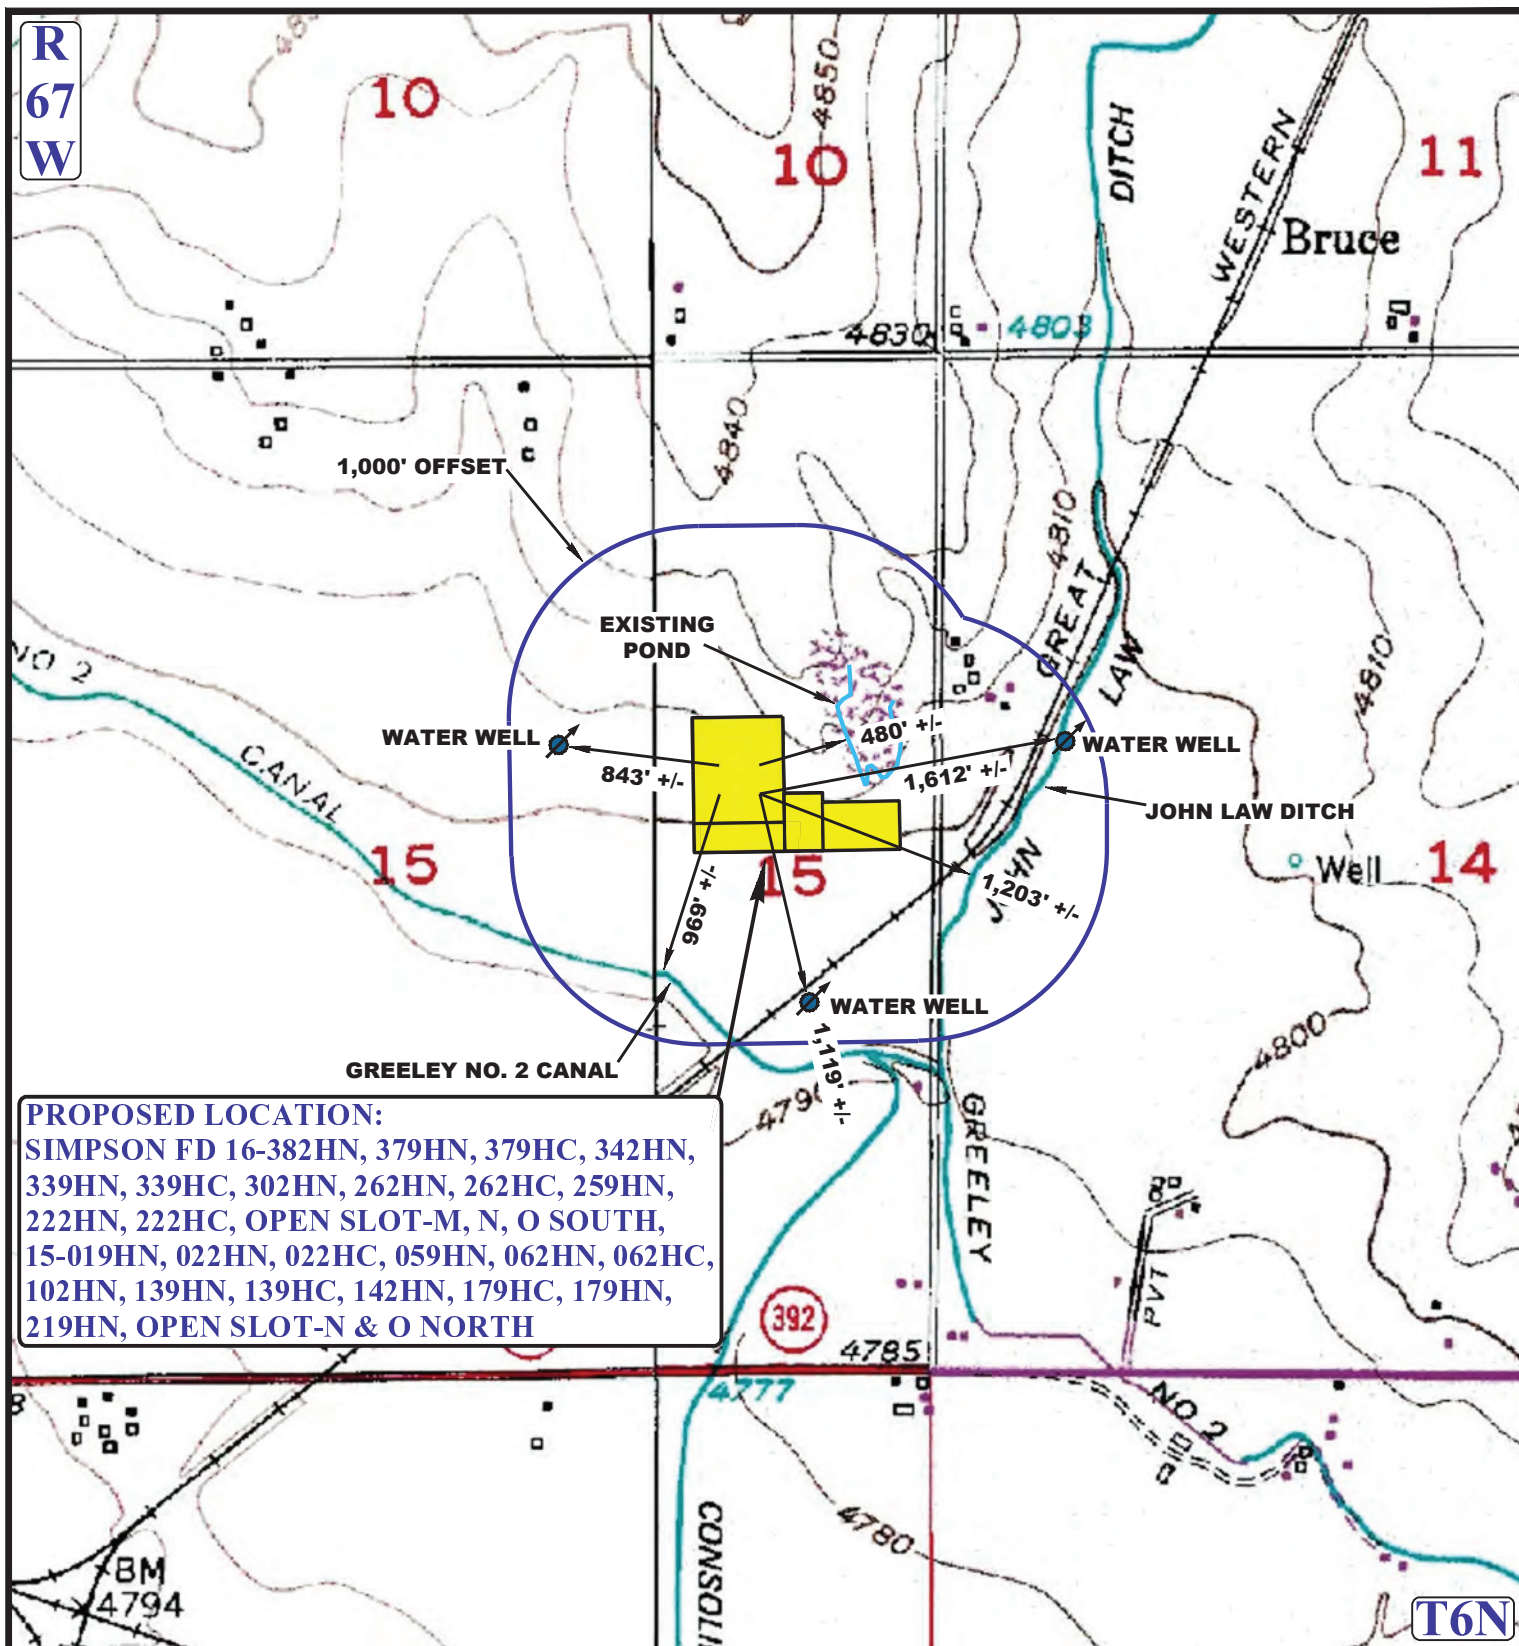 R
67
W
10
10
11
4850
DITCH
WESTERN
Bruce
4830
4803
4840
1,000' OFFSET
4810
GREAT
LAW
4810
EXISTING
POND
NO 2
CANAL
WATER WELL
480' +/-
WATER WELL
843' +/-
1,612' +/-
JOHN LAW DITCH
15
15
Well
14
1,203' +/-
969' +/-
WATER WELL
4800
GREELEY NO. 2 CANAL
1,119' +/-
GREELEY
PROPOSED LOCATION:
SIMPSON FD 16-382HN, 379HN, 379HC, 342HN,
339HN, 339HC, 302HN, 262HN, 262HC, 259HN,
222HN, 222HC, OPEN SLOT-M, N, O SOUTH,
15-019HN, 022HN, 022HC, 059HN, 062HN, 062HC,
102HN, 139HN, 139HC, 142HN, 179HC, 179HN,
219HN, OPEN SLOT-N & O NORTH
PVT
392
4785
4777
NO 2
4780
CONSOLI
BM
4794
T6N